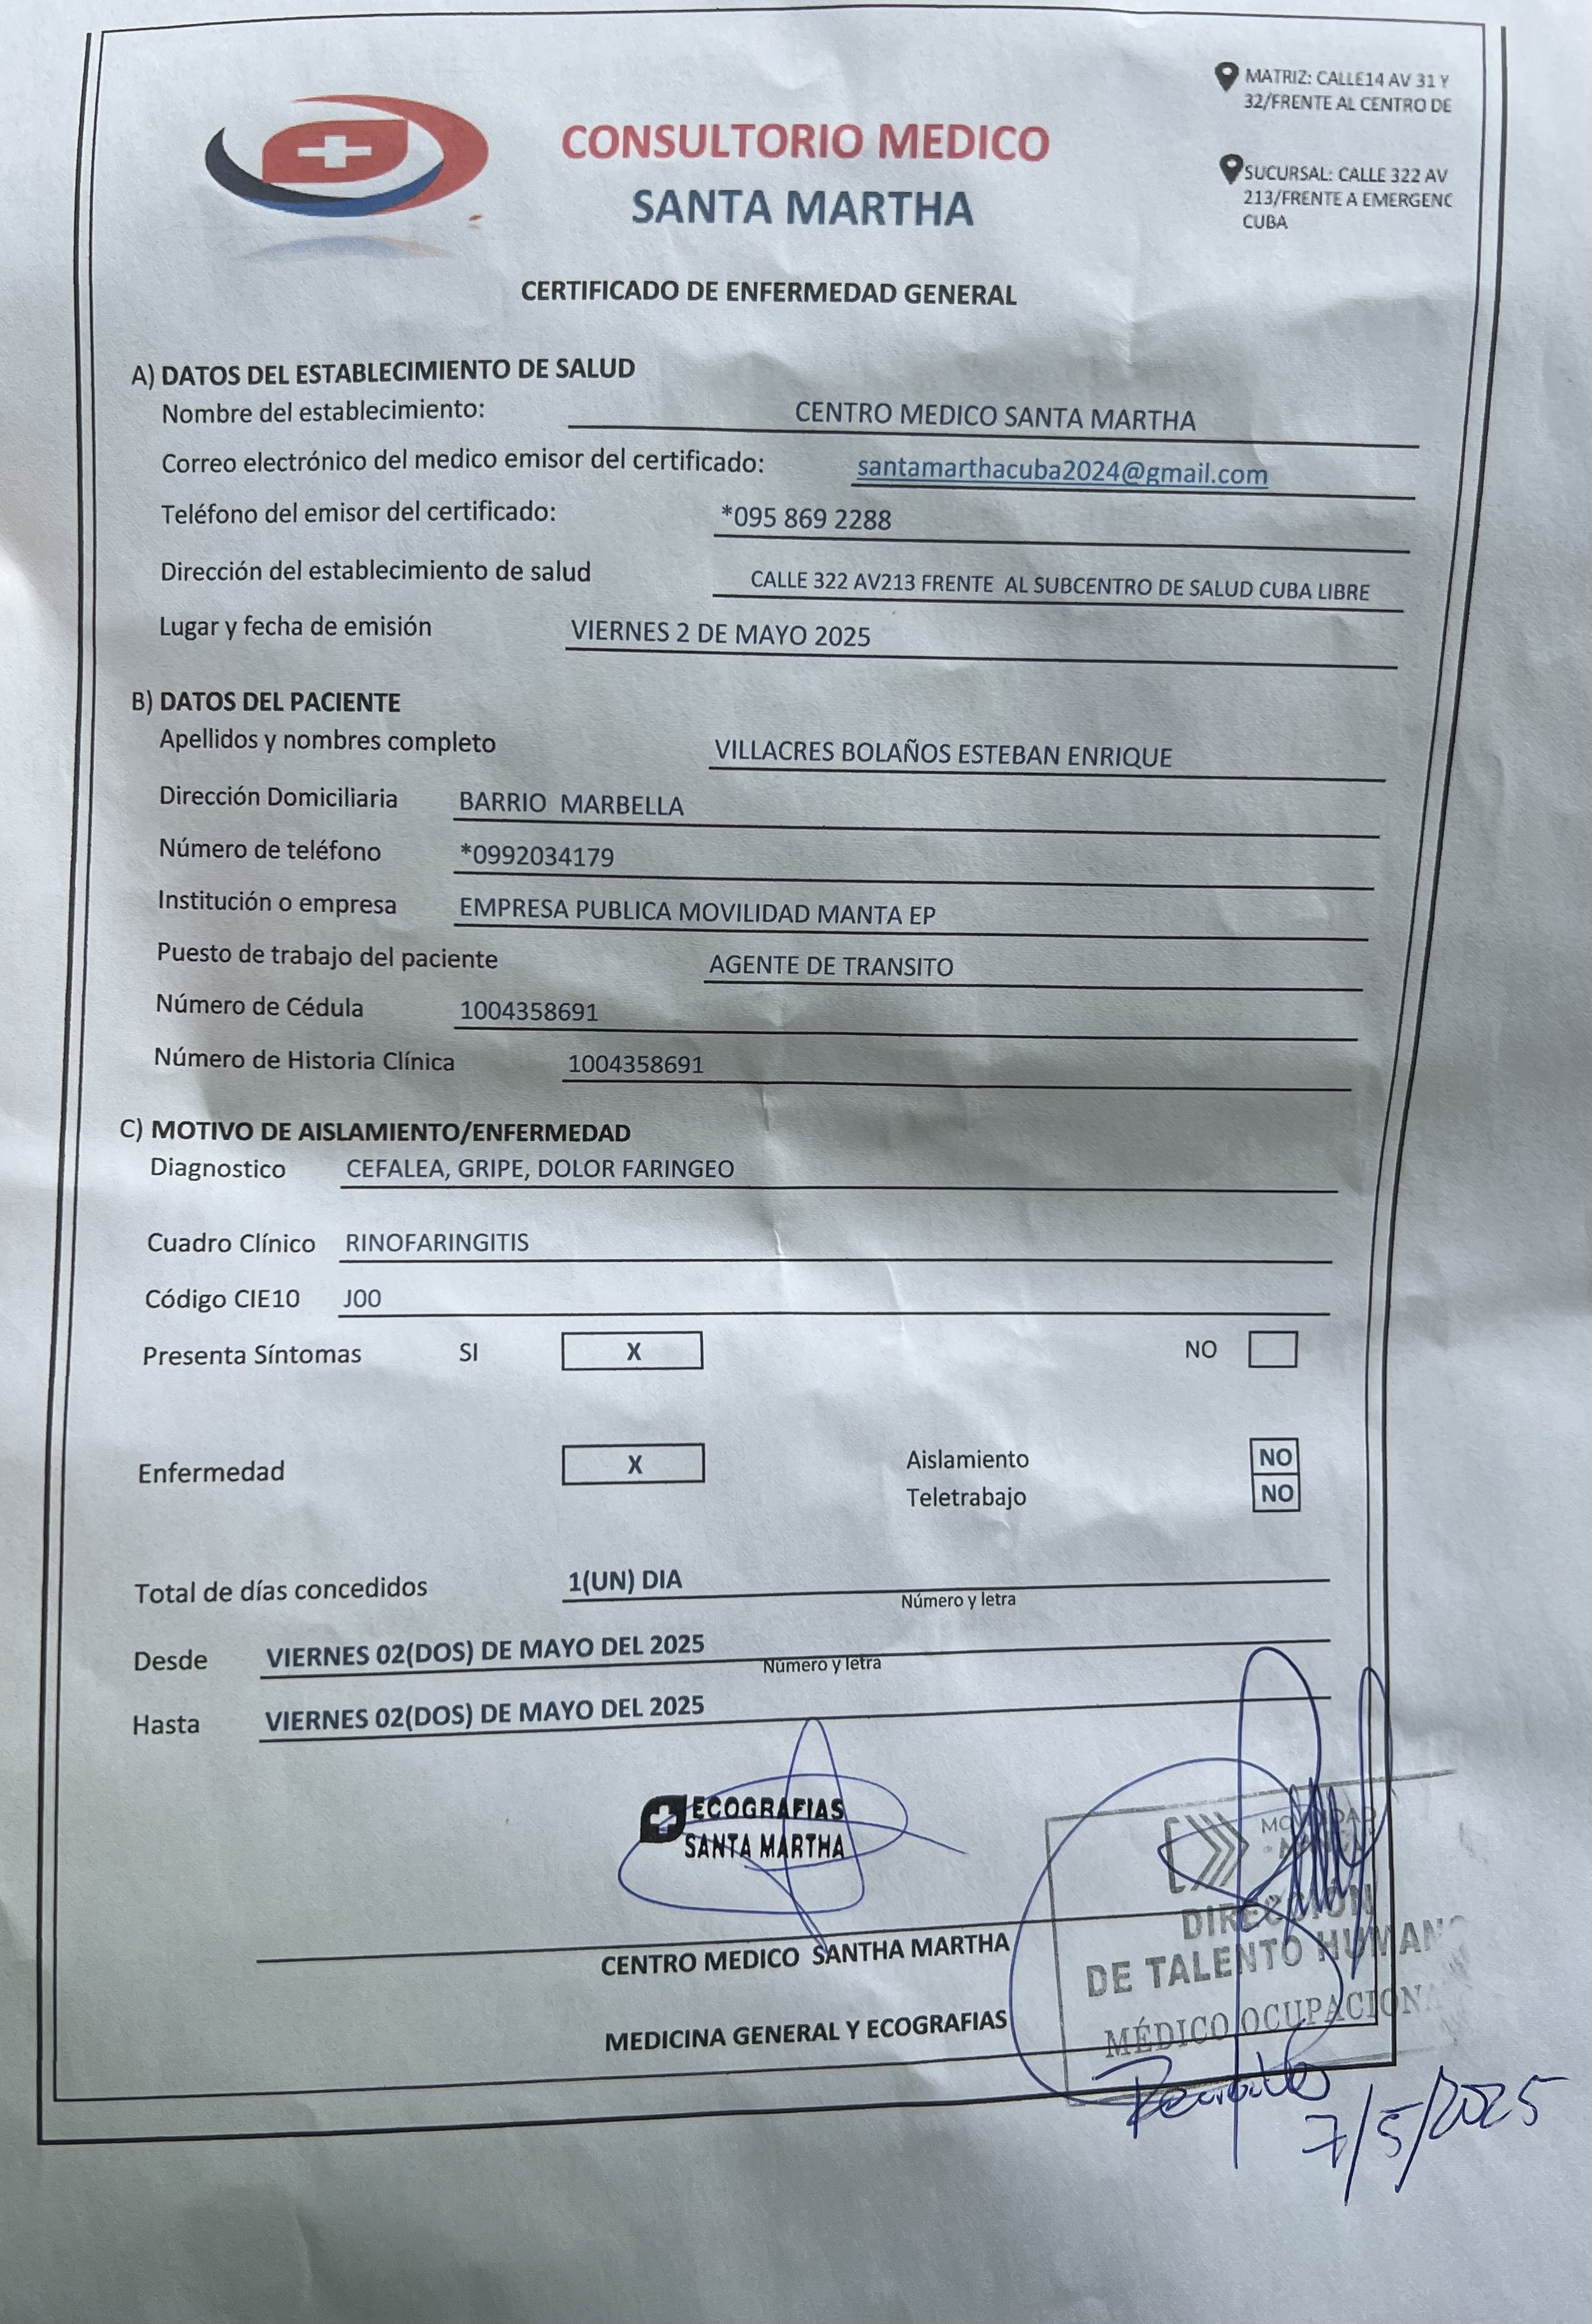 MATRIZ: CALLE14 AV 31 Y
32/FRENTE AL CENTRO DE
CONSULTORIO MEDICO
SANTA MARTHA
SUCURSAL: CALLE 322 AV
213/FRENTE A EMERGENC
CUBA
CERTIFICADO DE ENFERMEDAD GENERAL
A) DATOS DEL ESTABLECIMIENTO DE SALUD
Nombre del establecimiento: CENTRO MEDICO SANTA MARTHA
Correo electrónico del medico emisor del certificado: santamarthacuba2024@gmail.com
Teléfono del emisor del certificado: *095 869 2288
Dirección del establecimiento de salud CALLE 322 AV213 FRENTE AL SUBCENTRO DE SALUD CUBA LIBRE
Lugar y fecha de emisión VIERNES 2 DE MAYO 2025
B) DATOS DEL PACIENTE
Apellidos y nombres completo VILLACRES BOLAÑOS ESTEBAN ENRIQUE
Dirección Domiciliaria BARRIO MARBELLA
Número de teléfono *0992034179
Institución o empresa EMPRESA PUBLICA MOVILIDAD MANTA EP
Puesto de trabajo del paciente AGENTE DE TRANSITO
Número de Cédula 1004358691
Número de Historia Clínica 1004358691
C) MOTIVO DE AISLAMIENTO/ENFERMEDAD
Diagnostico CEFALEA, GRIPE, DOLOR FARINGEO
Cuadro Clínico RINOFARINGITIS
Código CIE10 J00
Presenta Síntomas SI X NO
Enfermedad X Aislamiento NO
Teletrabajo NO
Total de días concedidos 1(UN) DIA
Número y letra
Desde VIERNES 02(DOS) DE MAYO DEL 2025
Número y letra
Hasta VIERNES 02(DOS) DE MAYO DEL 2025
ECOGRAFIAS
SANTA MARTHA
CENTRO MEDICO SANTHA MARTHA
MEDICINA GENERAL Y ECOGRAFIAS
DIRECCIÓN
DE TALENTO HUMANO
MÉDICO OCUPACIONA
7/5/2025